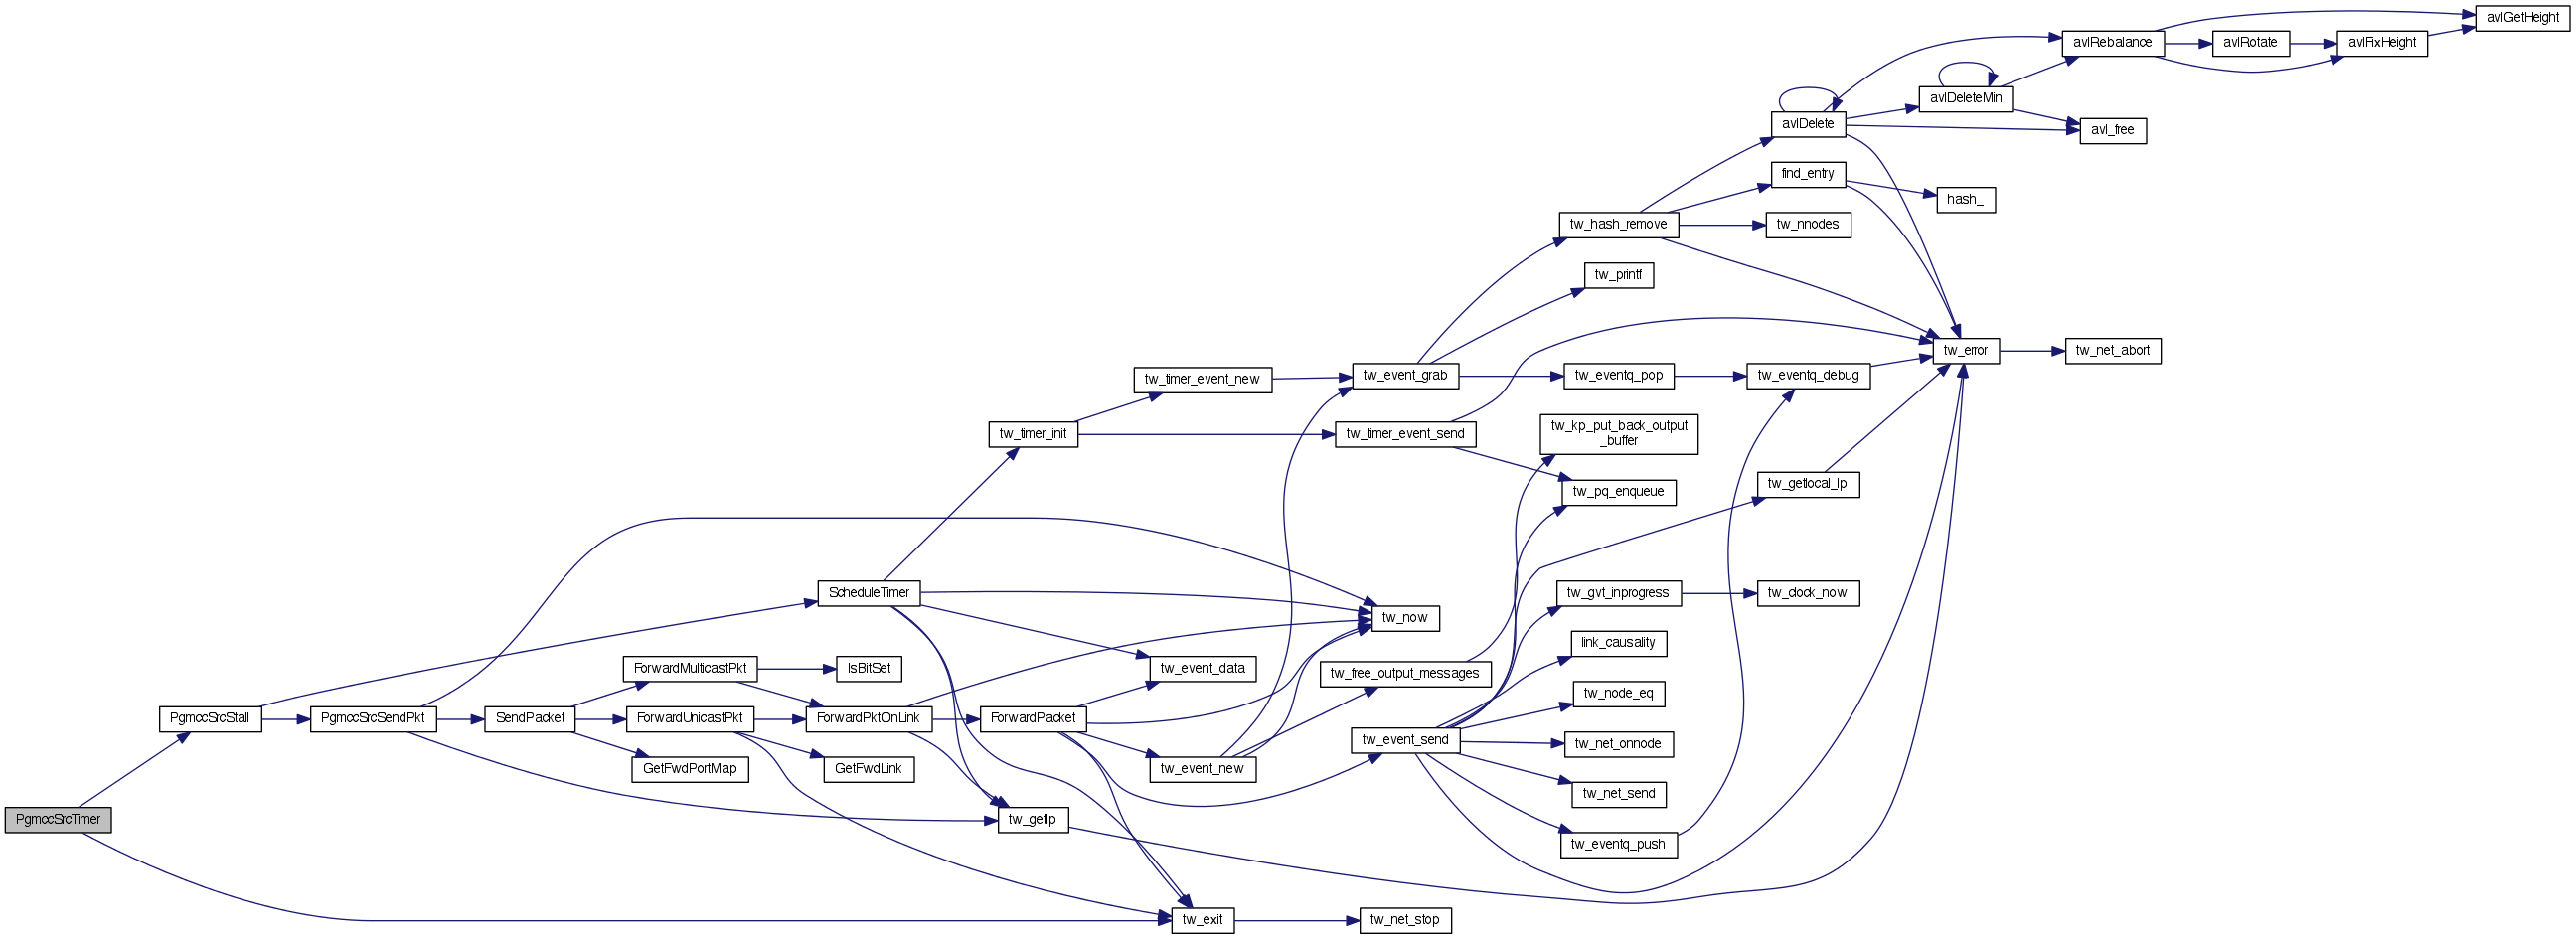 avlGetHeight
avlRebalance
avlRotate
avlFixHeight
avlDeleteMin
avlDelete
avl_free
find_entry
hash_
tw_hash_remove
tw_nnodes
tw_printf
tw_error
tw_net_abort
tw_timer_event_new
tw_event_grab
tw_eventq_pop
tw_eventq_debug
tw_timer_init
tw_timer_event_send
tw_kp_put_back_output
_buffer
tw_pq_enqueue
tw_getlocal_lp
ScheduleTimer
tw_now
tw_gvt_inprogress
tw_clock_now
link_causality
ForwardMulticastPkt
IsBitSet
tw_event_data
tw_free_output_messages
tw_node_eq
PgmccSrcStall
PgmccSrcSendPkt
SendPacket
ForwardUnicastPkt
ForwardPktOnLink
ForwardPacket
tw_event_send
tw_net_onnode
GetFwdPortMap
GetFwdLink
tw_event_new
tw_net_send
PgmccSrcTimer
tw_getlp
tw_eventq_push
tw_exit
tw_net_stop